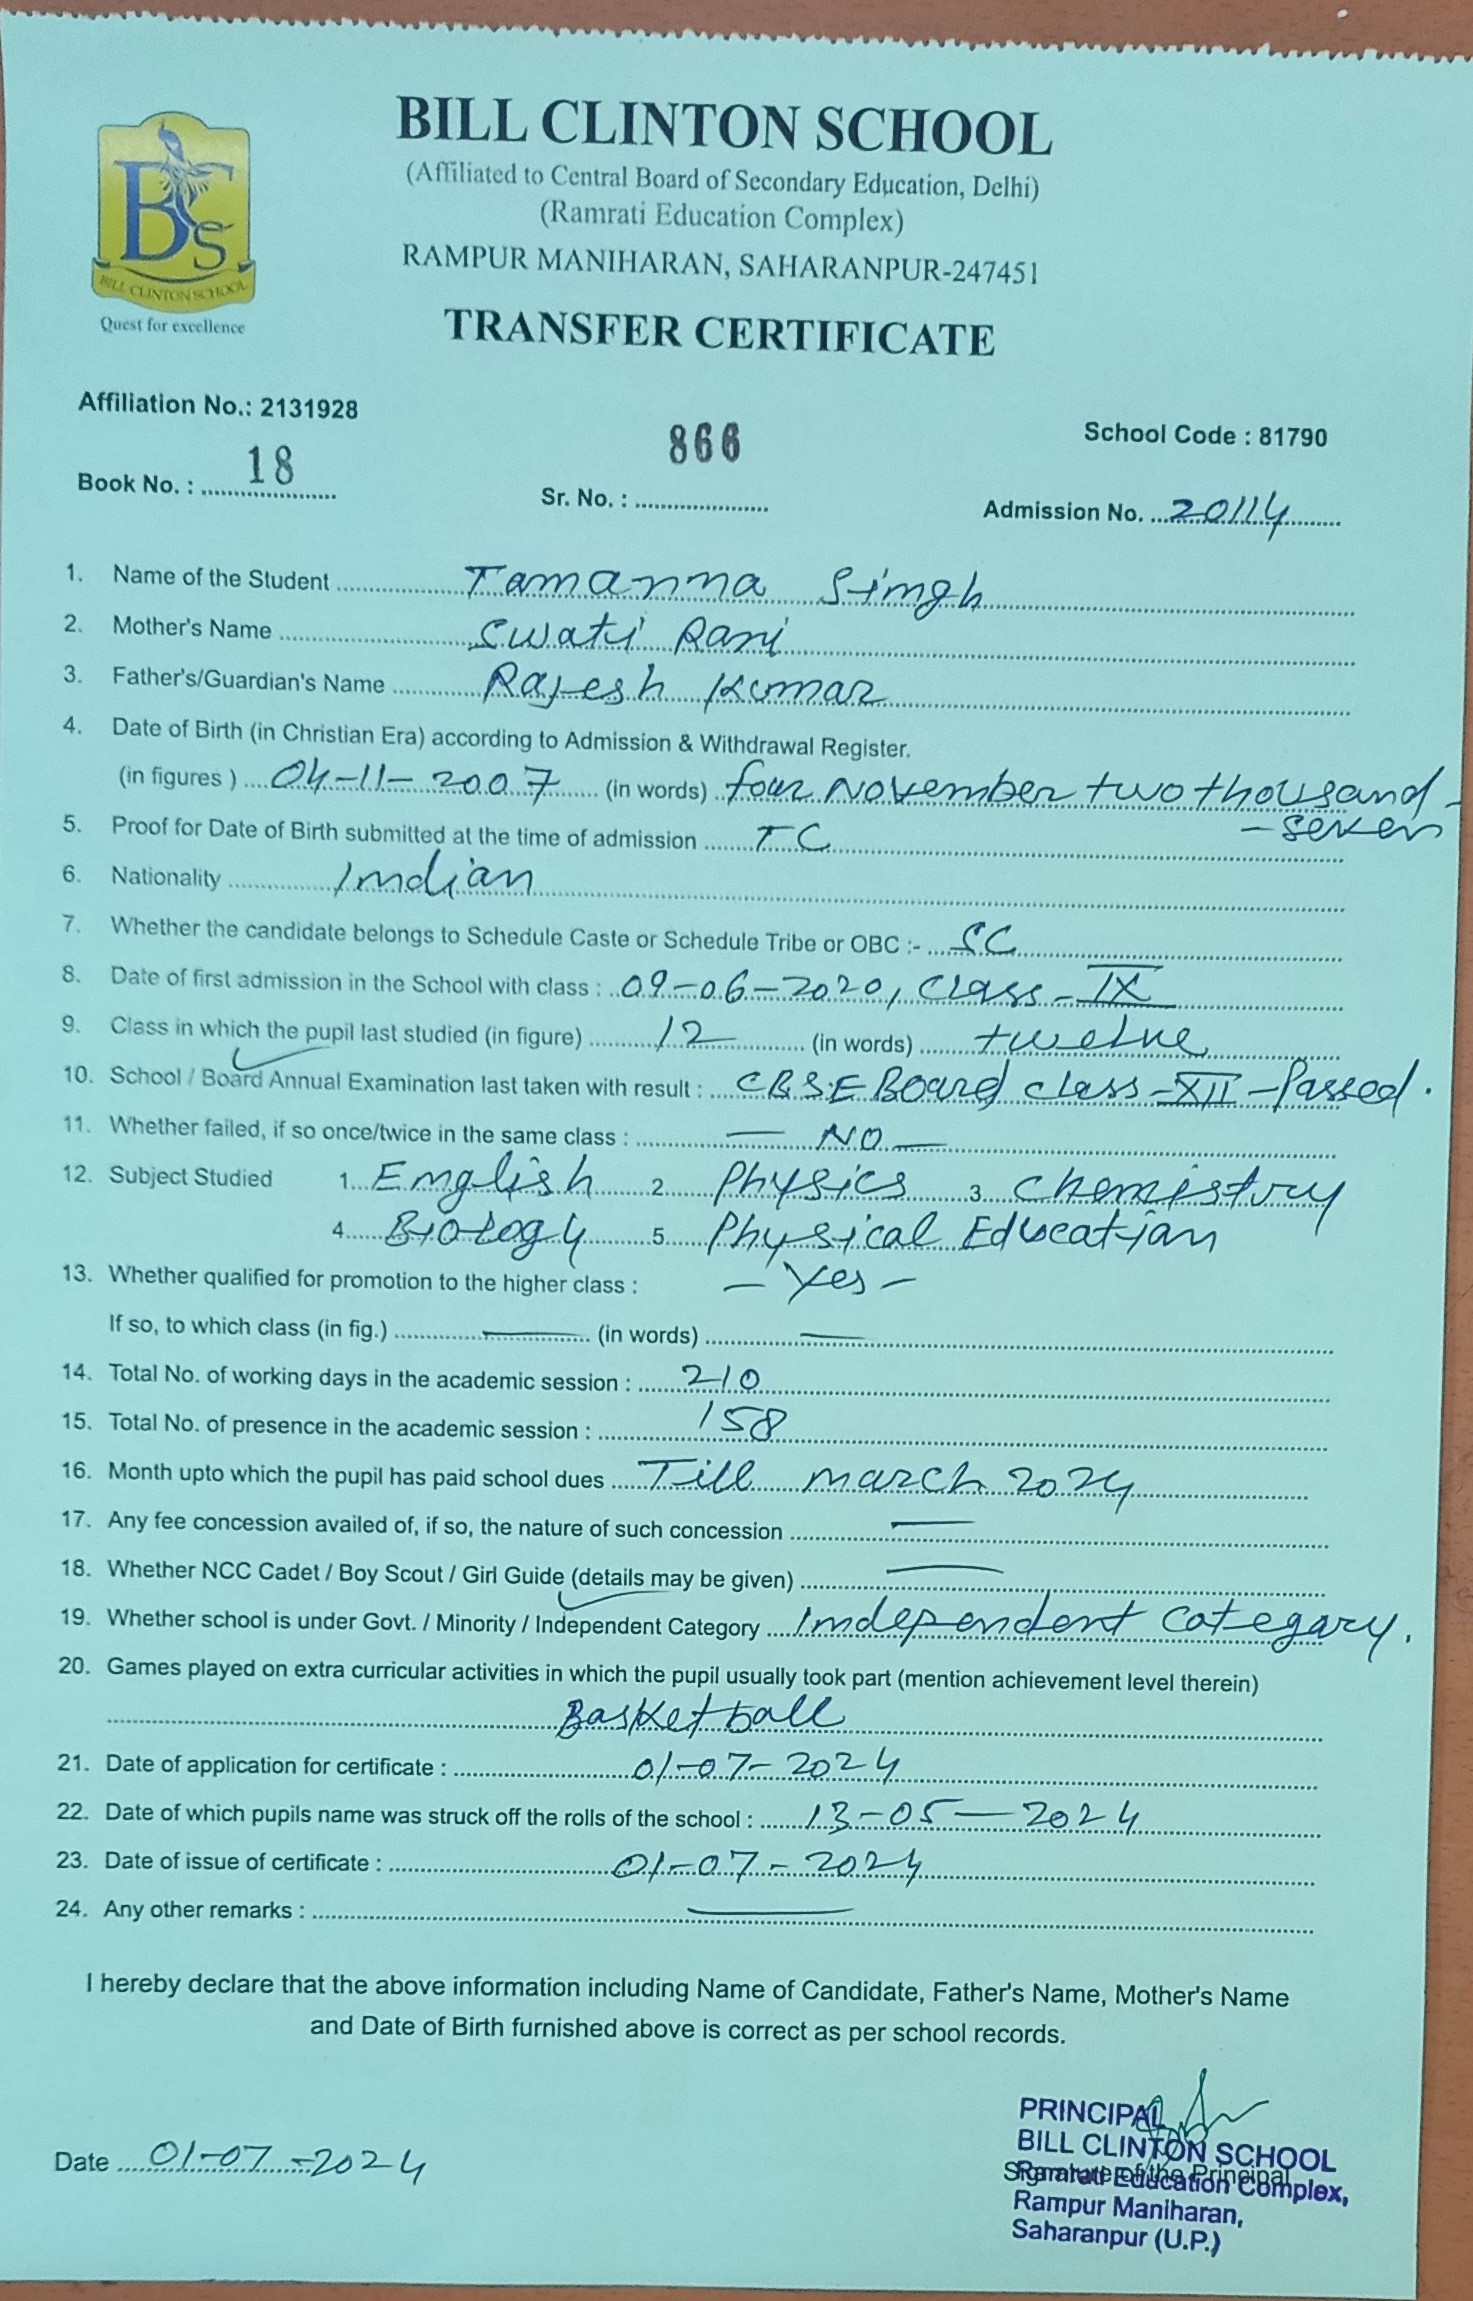 BILL CLINTON SCHOOL
(Affiliated to Central Board of Secondary Education, Delhi)
(Ramrati Education Complex)
RAMPUR MANIHARAN, SAHARANPUR-247451
BCS
BILL CLINTON SCHOOL
Quest for excellence
TRANSFER CERTIFICATE
Affiliation No.: 2131928
School Code : 81790
Book No. : 18 Sr. No. : 866 Admission No. 20114
1. Name of the Student Tamanna Singh
2. Mother's Name Swati Rani
3. Father's/Guardian's Name Rajesh Kumar
4. Date of Birth (in Christian Era) according to Admission & Withdrawal Register.
(in figures ) 04-11-2007 (in words) four November two thousand -
- seven
5. Proof for Date of Birth submitted at the time of admission TC
6. Nationality Indian
7. Whether the candidate belongs to Schedule Caste or Schedule Tribe or OBC :- SC
8. Date of first admission in the School with class : 09-06-2020, Class-IX
9. Class in which the pupil last studied (in figure) 12 (in words) twelve
10. School / Board Annual Examination last taken with result : CBSE Board class-XII-Passed.
11. Whether failed, if so once/twice in the same class : — NO —
12. Subject Studied 1. English 2. Physics 3. Chemistory
4. Biology 5. Physical Education
13. Whether qualified for promotion to the higher class : - Yes -
If so, to which class (in fig.) — (in words) —
14. Total No. of working days in the academic session : 210
15. Total No. of presence in the academic session : 158
16. Month upto which the pupil has paid school dues Till march 2024
17. Any fee concession availed of, if so, the nature of such concession —
18. Whether NCC Cadet / Boy Scout / Girl Guide (details may be given) —
19. Whether school is under Govt. / Minority / Independent Category Independent Category.
20. Games played on extra curricular activities in which the pupil usually took part (mention achievement level therein)
Basketball
21. Date of application for certificate : 01-07-2024
22. Date of which pupils name was struck off the rolls of the school : 13-05-2024
23. Date of issue of certificate : 01-07-2024
24. Any other remarks : —
I hereby declare that the above information including Name of Candidate, Father's Name, Mother's Name
and Date of Birth furnished above is correct as per school records.
Date 01-07-2024
PRINCIPAL
BILL CLINTON SCHOOL
Signature of the Principal
Ramrati Education Complex,
Rampur Maniharan,
Saharanpur (U.P.)